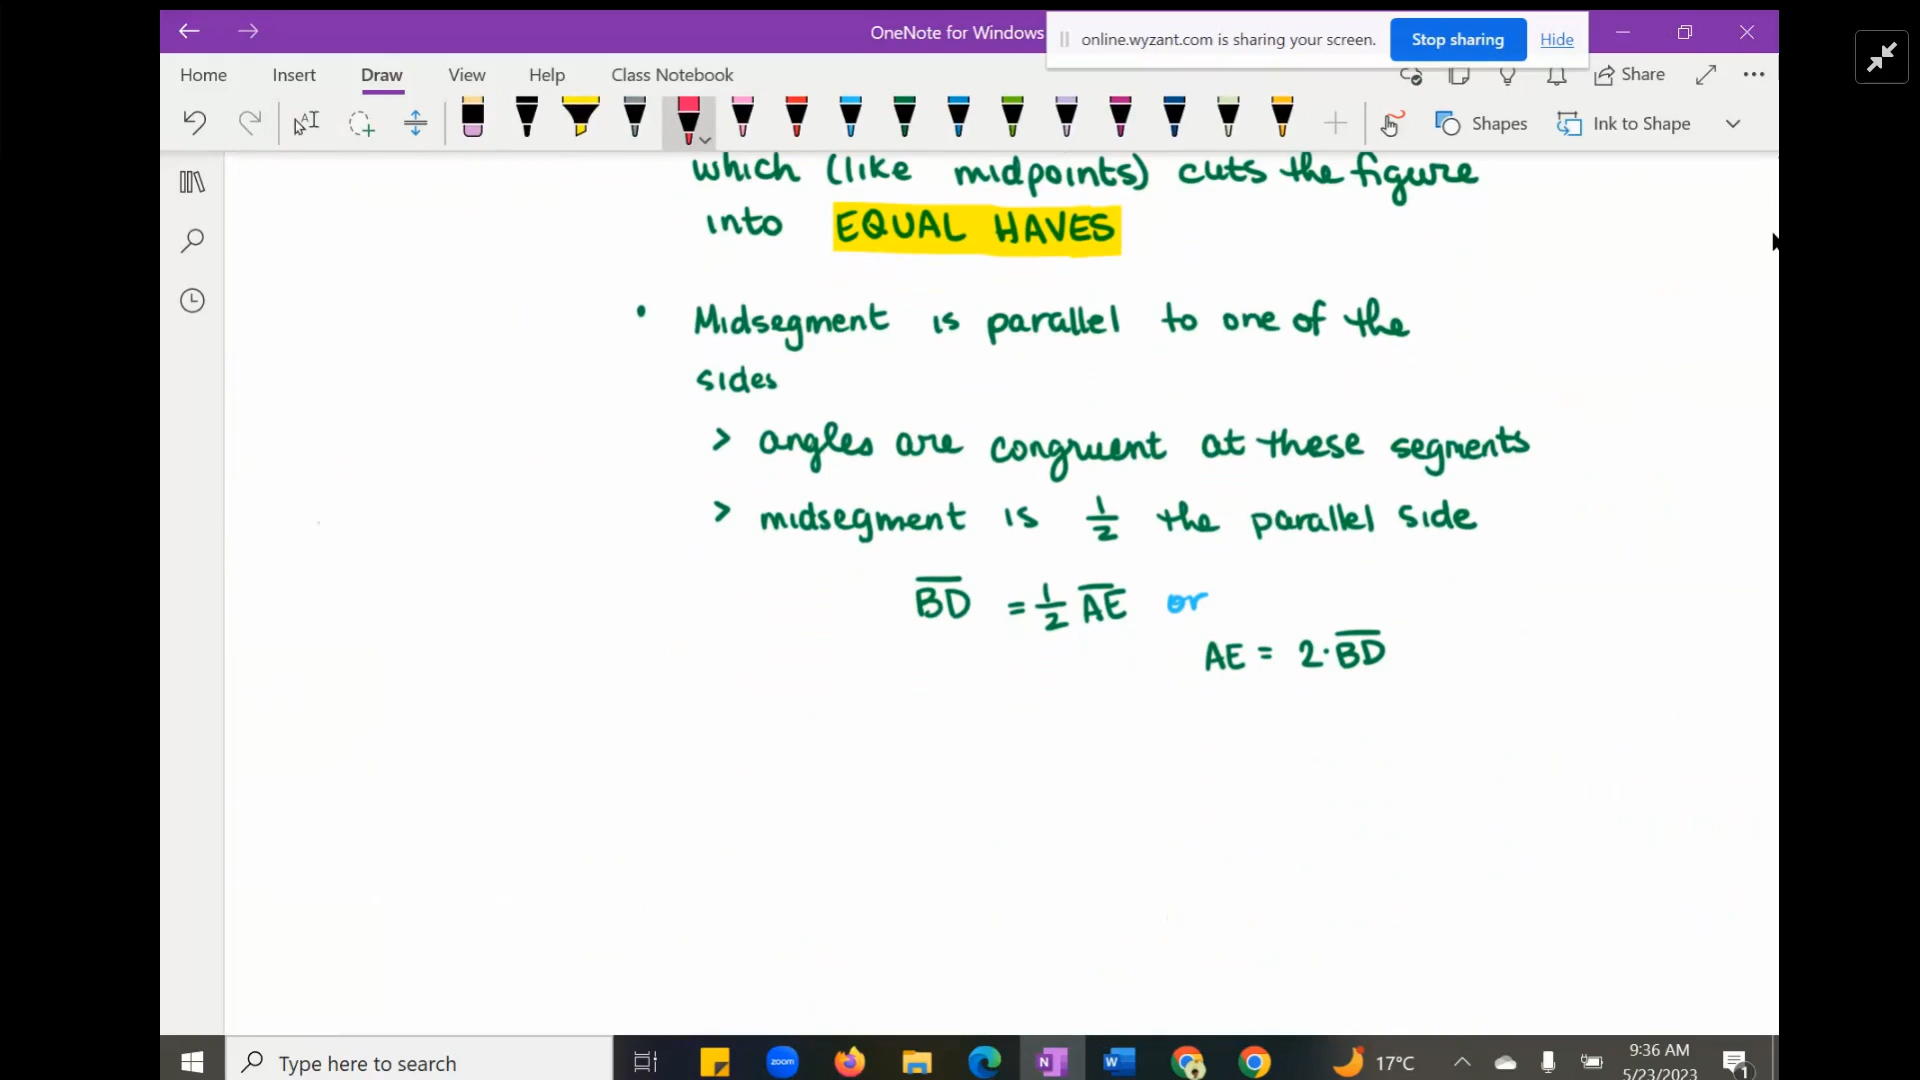 OneNote for Windows
online.wyzant.com is sharing your screen. Stop sharing Hide
Home Insert Draw View Help Class Notebook Share
Shapes Ink to Shape
which (like midpoints) cuts the figure
into EQUAL HAVES
• Midsegment is parallel to one of the
sides
> angles are congruent at these segments
> midsegment is 1/2 the parallel side
B̅D̅ = 1/2 A̅E̅ or
AE = 2·B̅D̅
Type here to search
zoom
17°C
9:36 AM
5/23/2023
1